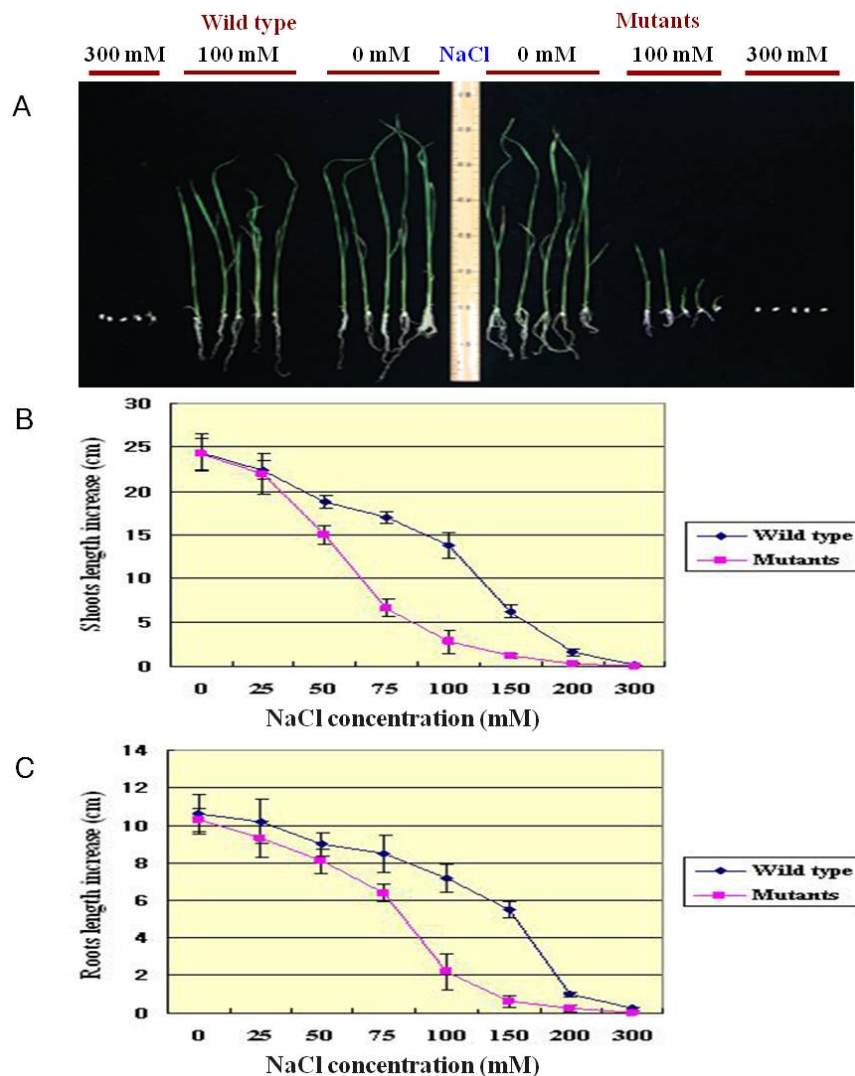 Wild type Mutants
300 mM 100 mM 0 mM NaCl 0 mM 100 mM 300 mM
A
B
Shoots length increase (cm)
30
25
20
15
10
5
0
0 25 50 75 100 150 200 300
NaCl concentration (mM)
Wild type
Mutants
C
Roots length increase (cm)
14
12
10
8
6
4
2
0
0 25 50 75 100 150 200 300
NaCl concentration (mM)
Wild type
Mutants